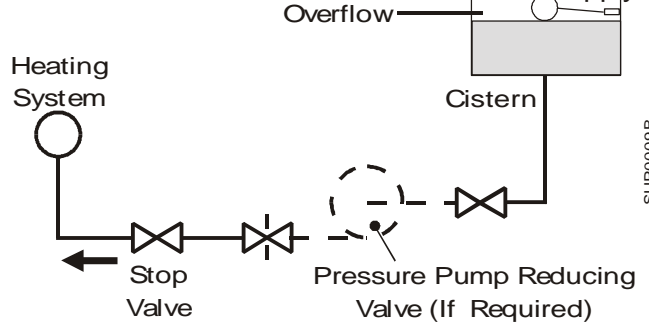 Overflow
Heating
System
Cistern
Stop
Valve
Pressure Pump Reducing
Valve (If Required)